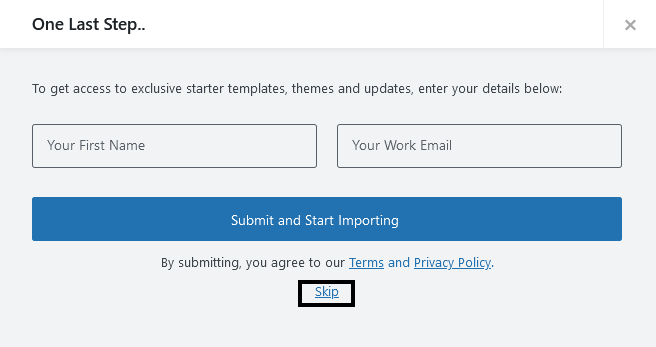 One Last Step..
×
To get access to exclusive starter templates, themes and updates, enter your details below:
Your First Name
Your Work Email
Submit and Start Importing
By submitting, you agree to our Terms and Privacy Policy.
Skip